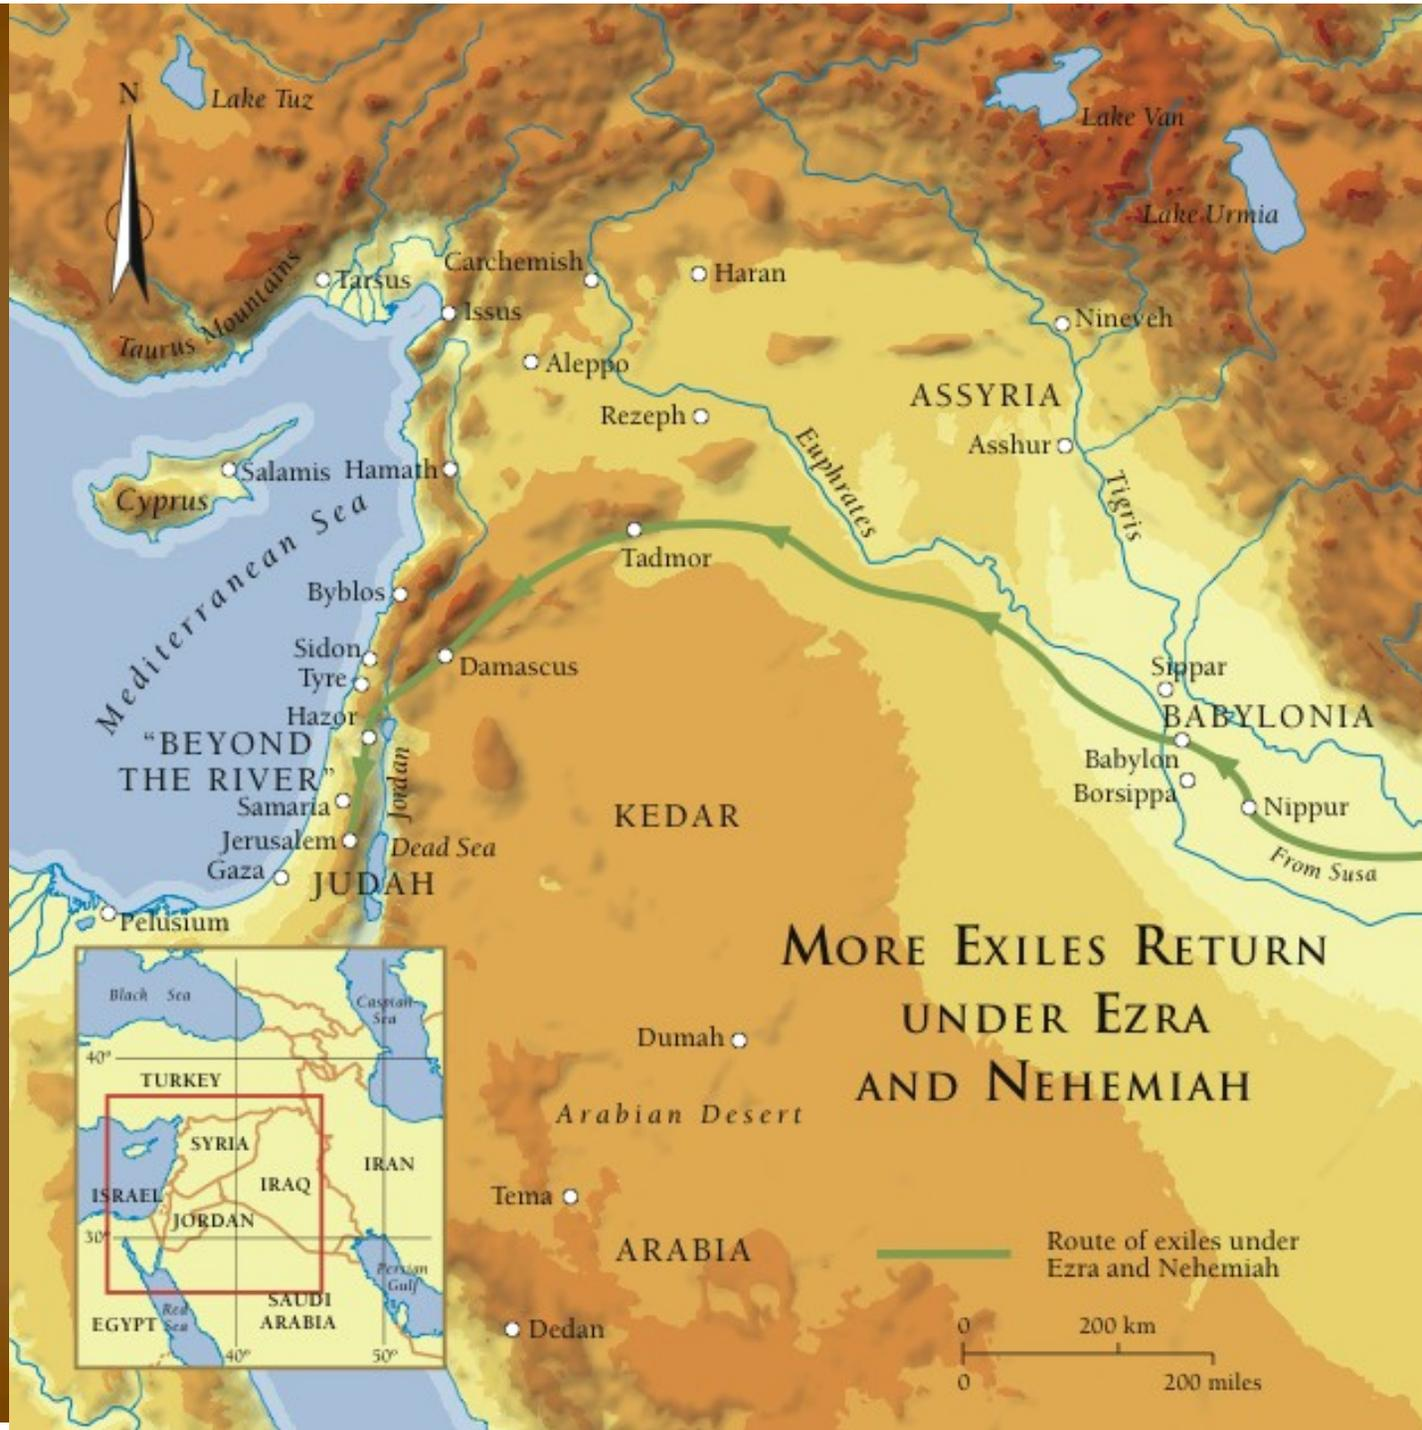 N
Lake Tuz
Lake Van
Lake Urmia
Taurus Mountains
Tarsus
Carchemish
Haran
Issus
Nineveh
Aleppo
ASSYRIA
Rezeph
Asshur
Euphrates
Tigris
Salamis
Hamath
Cyprus
Mediterranean Sea
Tadmor
Byblos
Sidon
Tyre
Damascus
Sippar
Hazor
BABYLONIA
“BEYOND
THE RIVER”
Jordan
Babylon
Borsippa
Samaria
KEDAR
Nippur
Jerusalem
Dead Sea
From Susa
Gaza
JUDAH
Pelusium
MORE EXILES RETURN
UNDER EZRA
AND NEHEMIAH
Dumah
Arabian Desert
Tema
ARABIA
Dedan
Route of exiles under
Ezra and Nehemiah
0 200 km
0 200 miles
Black Sea
Caspian
Sea
40°
TURKEY
SYRIA
IRAN
IRAQ
ISRAEL
JORDAN
30°
Persian
Gulf
SAUDI
ARABIA
EGYPT
Red
Sea
40°
50°